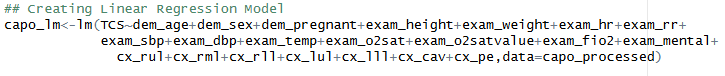 ## Creating Linear Regression Model
capo_lm<-lm(TCS~dem_age+dem_sex+dem_pregnant+exam_height+exam_weight+exam_hr+exam_rr+
exam_sbp+exam_dbp+exam_temp+exam_o2sat+exam_o2satvalue+exam_fio2+exam_mental+
cx_rul+cx_rml+cx_rll+cx_lul+cx_lll+cx_cav+cx_pe,data=capo_processed)